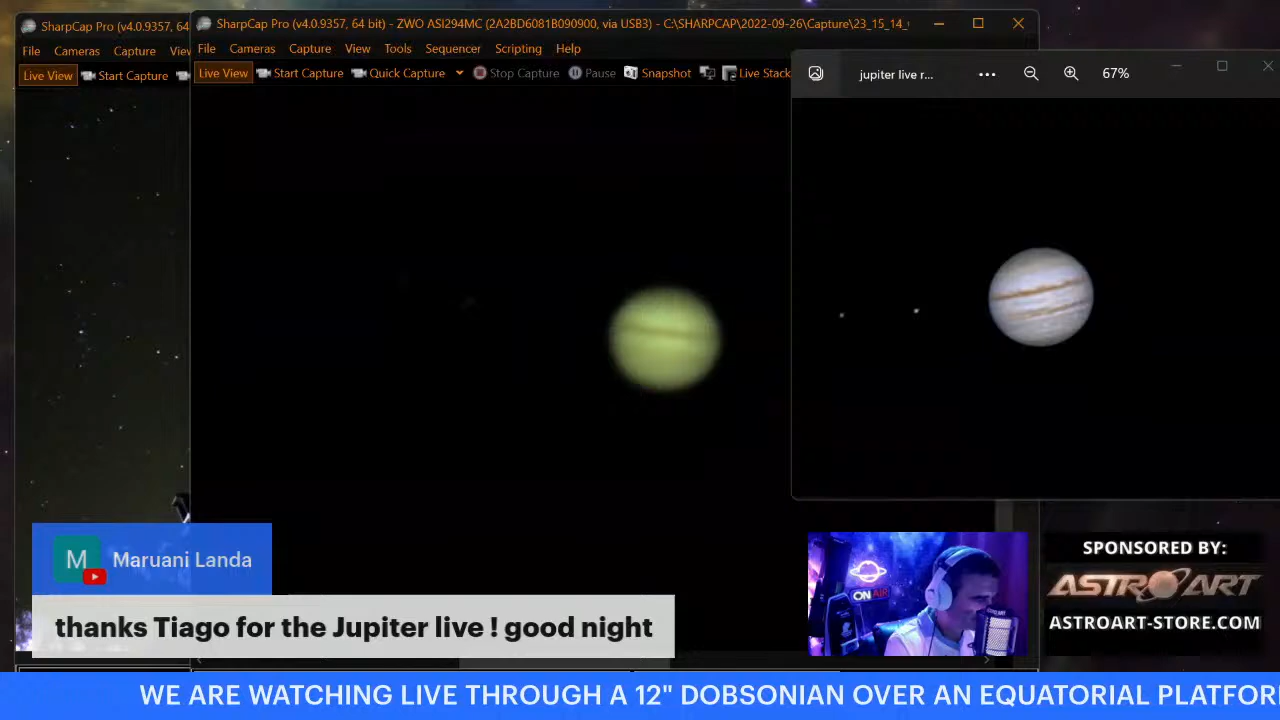 SharpCap Pro (v4.0.9357, 64
File Cameras Capture
Live View Start Capture
SharpCap Pro (v4.0.9357, 64 bit) - ZWO ASI294MC (2A2BD6081B090900, via USB3) - C:\SHARPCAP\2022-09-26\Capture\23_15_14_
File Cameras Capture View Tools Sequencer Scripting Help
Live View Start Capture Quick Capture Stop Capture Pause Snapshot Live Stack
jupiter live r... ... 67%
ON AIR
M Maruani Landa
thanks Tiago for the Jupiter live ! good night
SPONSORED BY:
ASTROART
ASTROART-STORE.COM
WE ARE WATCHING LIVE THROUGH A 12" DOBSONIAN OVER AN EQUATORIAL